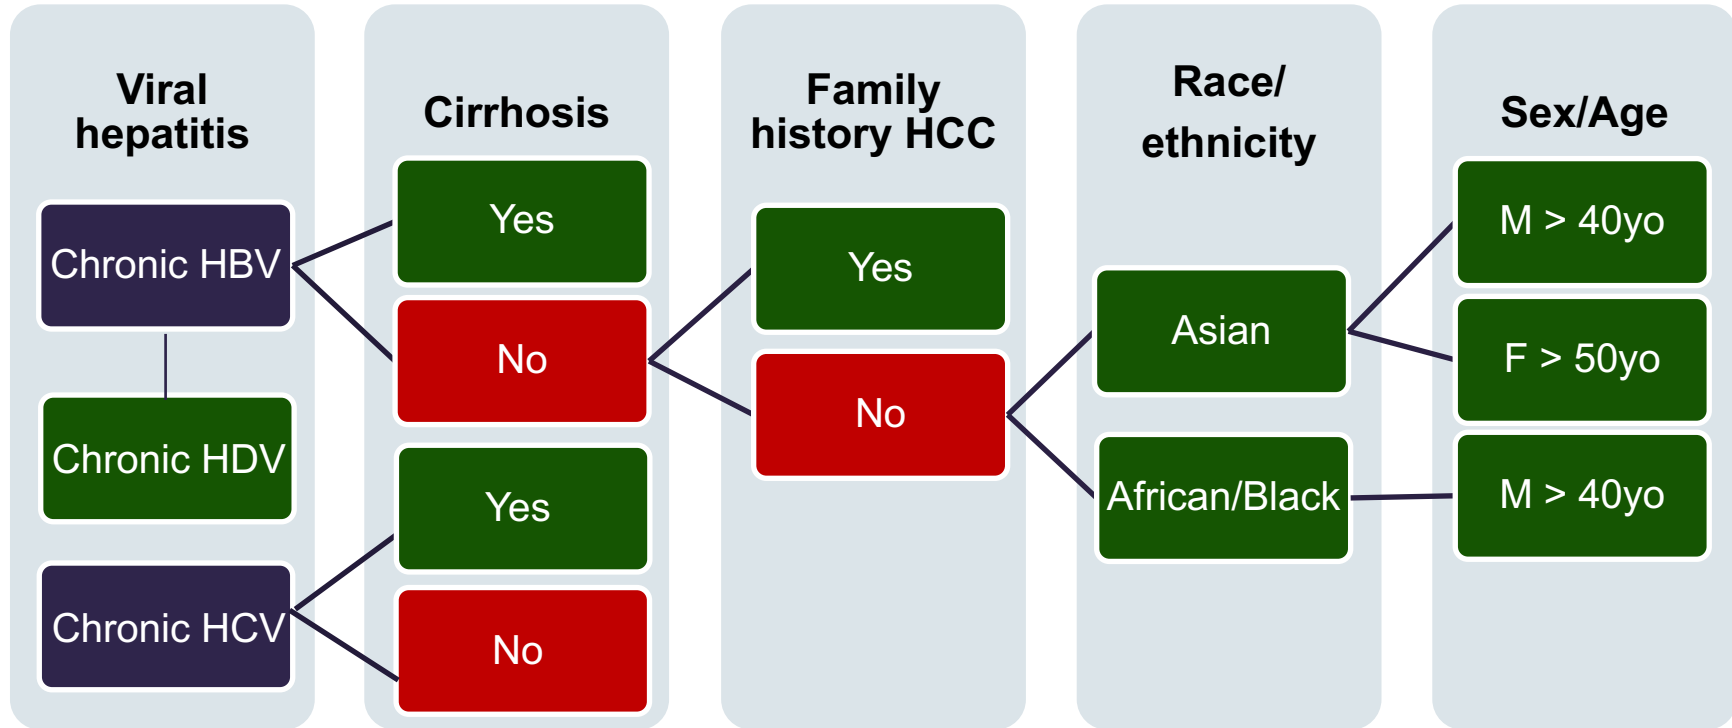 Viral
hepatitis
Chronic HBV
Chronic HDV
Chronic HCV
Cirrhosis
Yes
No
Yes
No
Family
history HCC
Yes
No
Race/
ethnicity
Asian
African/Black
Sex/Age
M > 40yo
F > 50yo
M > 40yo